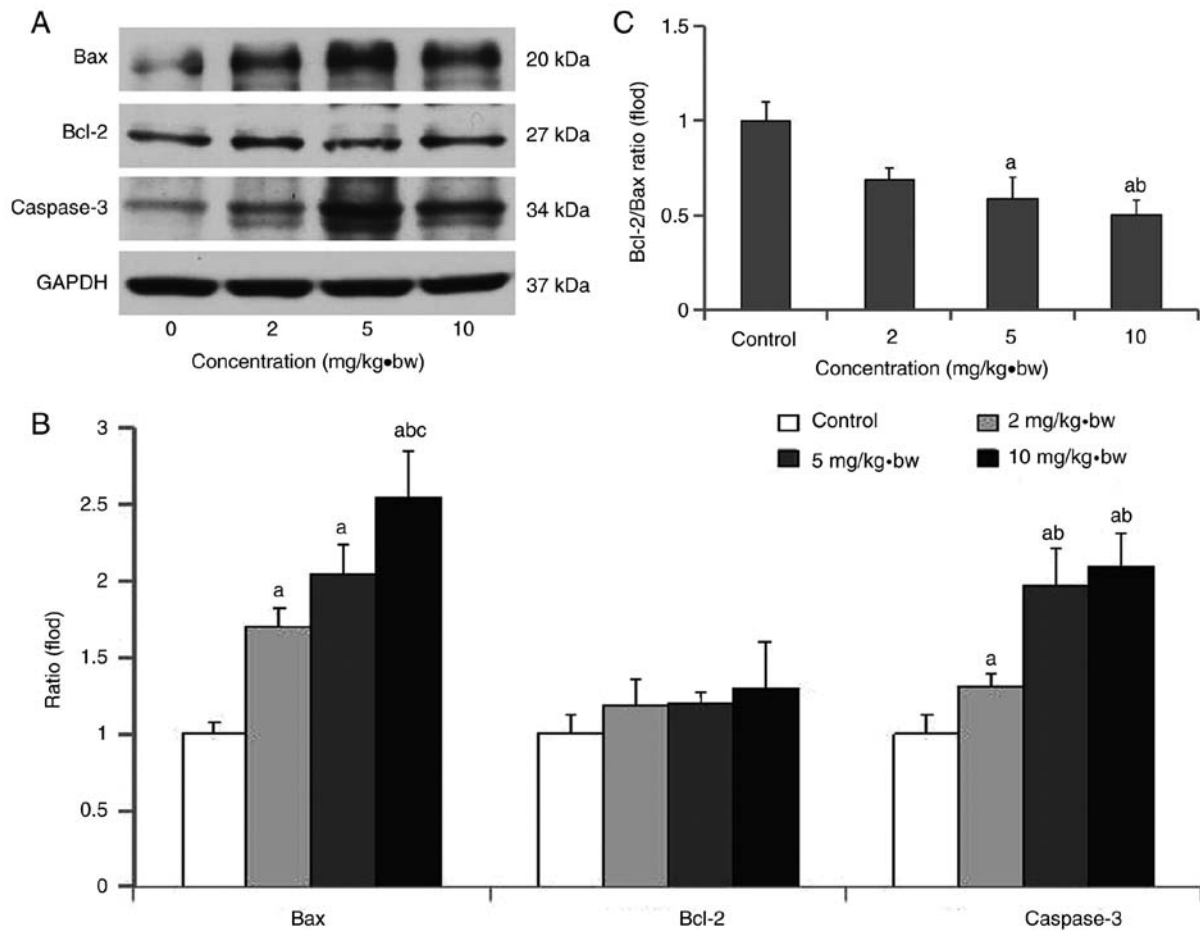 A
Bax
20 kDa
Bcl-2
27 kDa
Caspase-3
34 kDa
GAPDH
37 kDa
0 2 5 10
Concentration (mg/kg•bw)
C
Bcl-2/Bax ratio (flod)
1.5
1
0.5
0
a
ab
Control 2 5 10
Concentration (mg/kg•bw)
B
Ratio (flod)
3
2.5
2
1.5
1
0.5
0
Control
2 mg/kg•bw
5 mg/kg•bw
10 mg/kg•bw
a
a
abc
a
ab
ab
Bax Bcl-2 Caspase-3